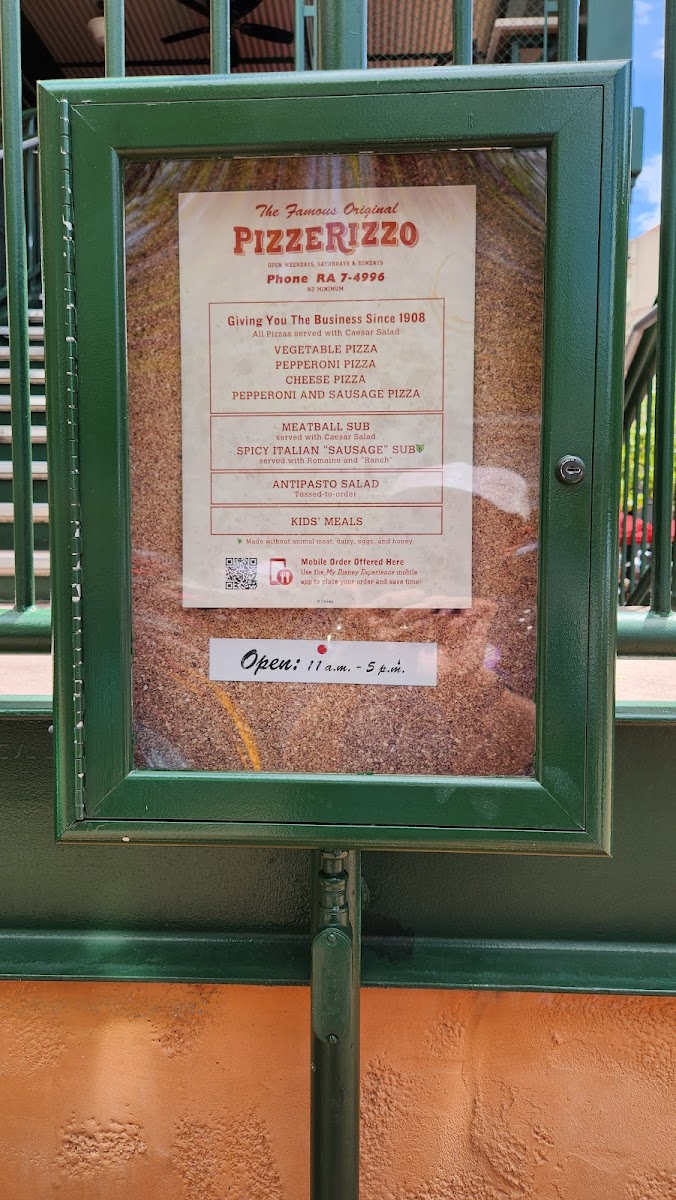 The Famous Original
PIZZERIZZO
OPEN WEEKDAYS, SATURDAYS & SUNDAYS
Phone RA 7-4996
NO MINIMUM
Giving You The Business Since 1908
All Pizzas served with Caesar Salad
VEGETABLE PIZZA
PEPPERONI PIZZA
CHEESE PIZZA
PEPPERONI AND SAUSAGE PIZZA
MEATBALL SUB
served with Caesar Salad
SPICY ITALIAN "SAUSAGE" SUB
served with Romaine and "Ranch"
ANTIPASTO SALAD
Tossed-to-order
KIDS' MEALS
Made without animal meat, dairy, eggs, and honey.
Mobile Order Offered Here
Use the My Disney Experience mobile
app to place your order and save time!
© Disney
Open: 11 a.m. - 5 p.m.